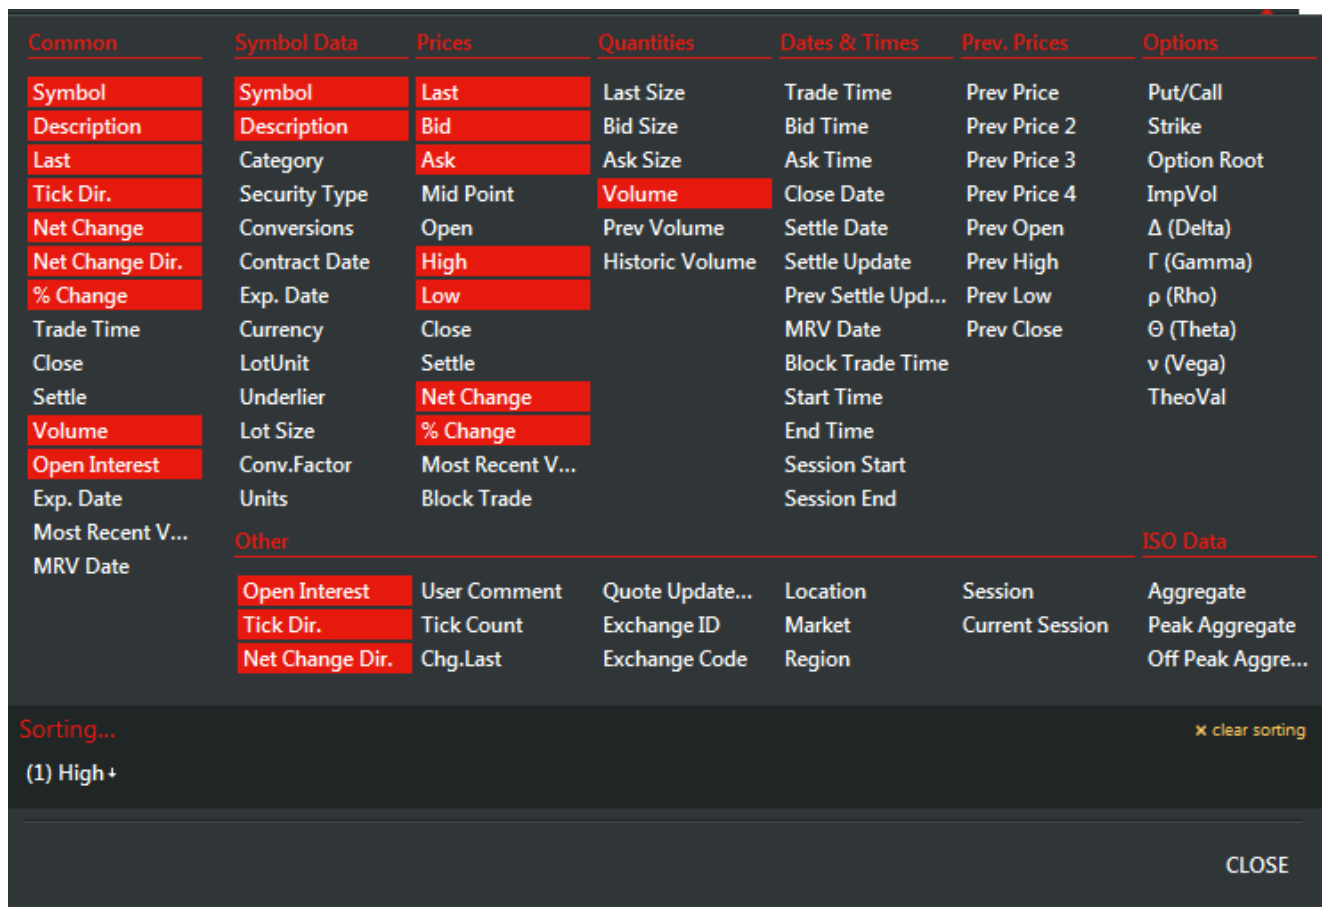 Common Symbol Data Prices Quantities Dates & Times Prev. Prices Options
Symbol Symbol Last Last Size Trade Time Prev Price Put/Call
Description Description Bid Bid Size Bid Time Prev Price 2 Strike
Last Category Ask Ask Size Ask Time Prev Price 3 Option Root
Tick Dir. Security Type Mid Point Volume Close Date Prev Price 4 ImpVol
Net Change Conversions Open Prev Volume Settle Date Prev Open Δ (Delta)
Net Change Dir. Contract Date High Historic Volume Settle Update Prev High Γ (Gamma)
% Change Exp. Date Low Prev Settle Upd... Prev Low ρ (Rho)
Trade Time Currency Close MRV Date Prev Close Θ (Theta)
Close LotUnit Settle Block Trade Time ν (Vega)
Settle Underlier Net Change Start Time TheoVal
Volume Lot Size % Change End Time
Open Interest Conv.Factor Most Recent V... Session Start
Exp. Date Units Block Trade Session End
Most Recent V... Other ISO Data
MRV Date
Open Interest User Comment Quote Update... Location Session Aggregate
Tick Dir. Tick Count Exchange ID Market Current Session Peak Aggregate
Net Change Dir. Chg.Last Exchange Code Region Off Peak Aggre...
Sorting... × clear sorting
(1) High↓
CLOSE